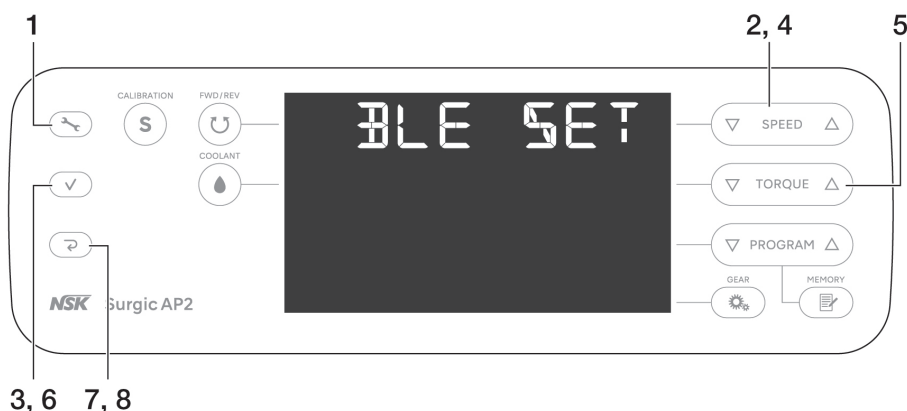 1
2, 4
5
CALIBRATION
FWD/REV
S
BLE SET
SPEED
COOLANT
TORQUE
PROGRAM
GEAR
MEMORY
NSK Surgic AP2
3, 6
7, 8